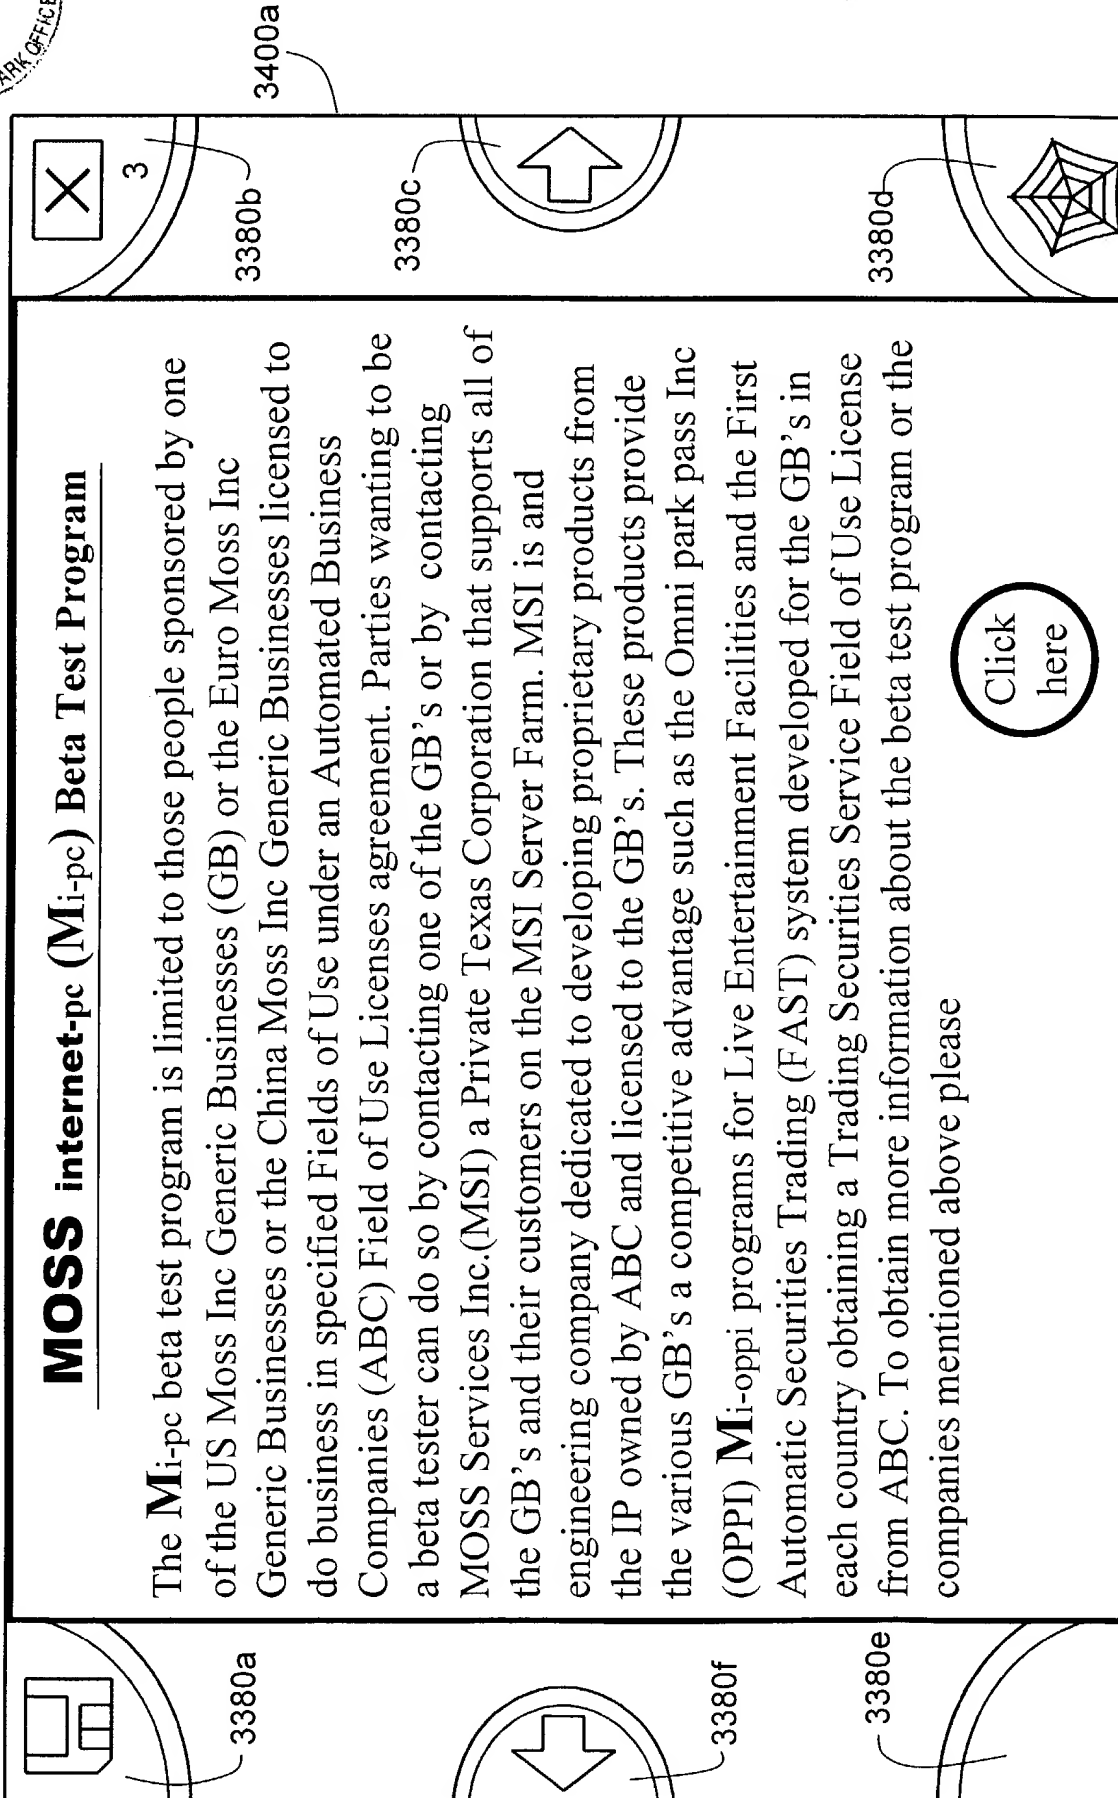 ARK OFFICE
3400a
3
3380b
3380c
3380d
MOSS internet-pc (Mi-pc) Beta Test Program
The Mi-pc beta test program is limited to those people sponsored by one
of the US Moss Inc Generic Businesses (GB) or the Euro Moss Inc
Generic Businesses or the China Moss Inc Generic Businesses licensed to
do business in specified Fields of Use under an Automated Business
Companies (ABC) Field of Use Licenses agreement. Parties wanting to be
a beta tester can do so by contacting one of the GB's or by contacting
MOSS Services Inc.(MSI) a Private Texas Corporation that supports all of
the GB's and their customers on the MSI Server Farm. MSI is and
engineering company dedicated to developing proprietary products from
the IP owned by ABC and licensed to the GB's. These products provide
the various GB's a competitive advantage such as the Omni park pass Inc
(OPPI) Mi-oppi programs for Live Entertainment Facilities and the First
Automatic Securities Trading (FAST) system developed for the GB's in
each country obtaining a Trading Securities Service Field of Use License
from ABC. To obtain more information about the beta test program or the
companies mentioned above please
Click
here
3380a
3380f
3380e